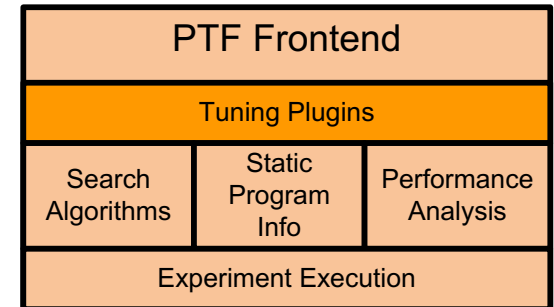 PTF Frontend
Tuning Plugins
Search
Algorithms
Static
Program
Info
Performance
Analysis
Experiment Execution